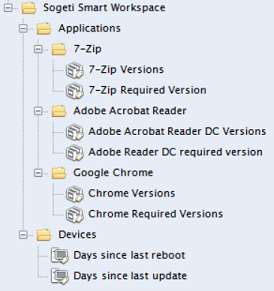 Sogeti Smart Workspace
Applications
7-Zip
7-Zip Versions
7-Zip Required Version
Adobe Acrobat Reader
Adobe Acrobat Reader DC Versions
Adobe Reader DC required version
Google Chrome
Chrome Versions
Chrome Required Versions
Devices
Days since last reboot
Days since last update